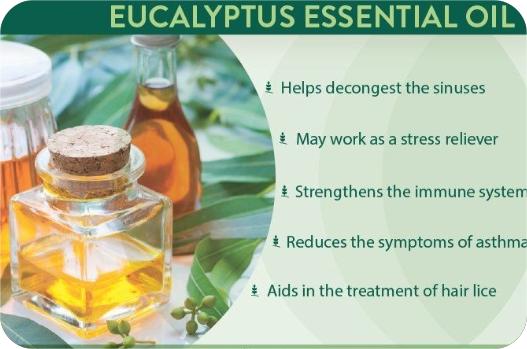 EUCALYPTUS ESSENTIAL OIL
Helps decongest the sinuses
May work as a stress reliever
Strengthens the immune system
Reduces the symptoms of asthma
Aids in the treatment of hair lice